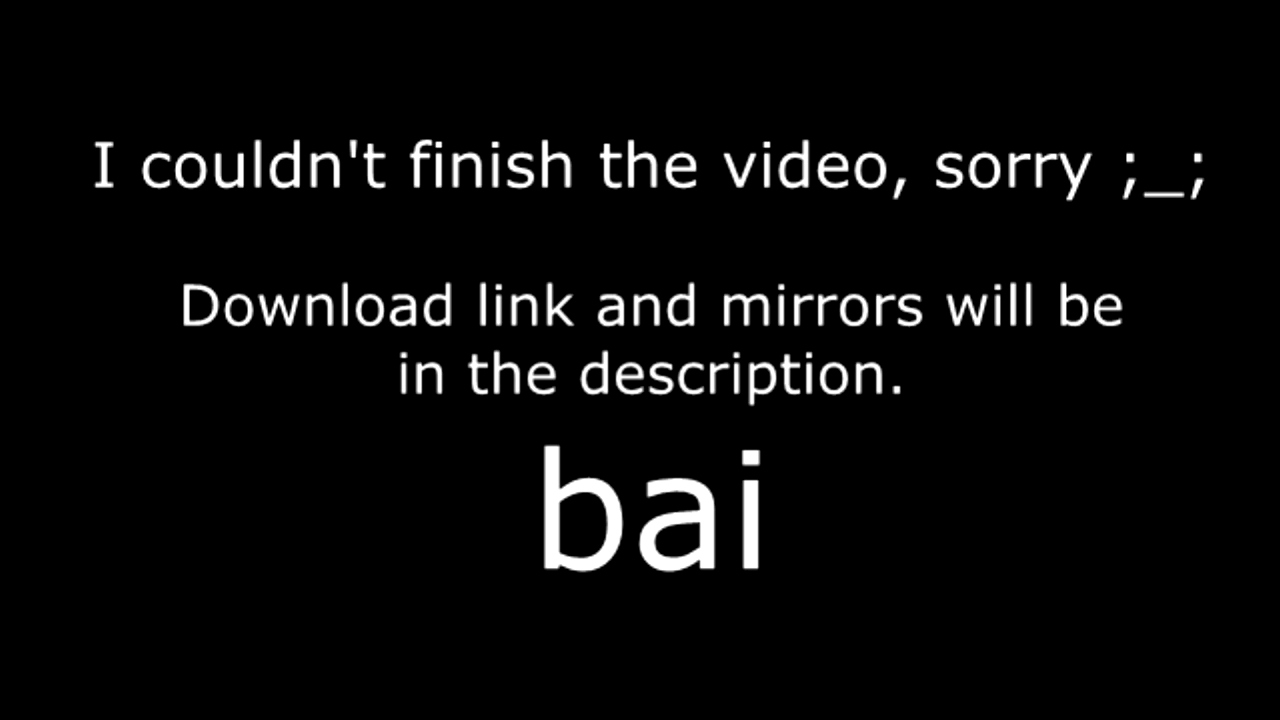 I couldn't finish the video, sorry ;_;
Download link and mirrors will be
in the description.
bai